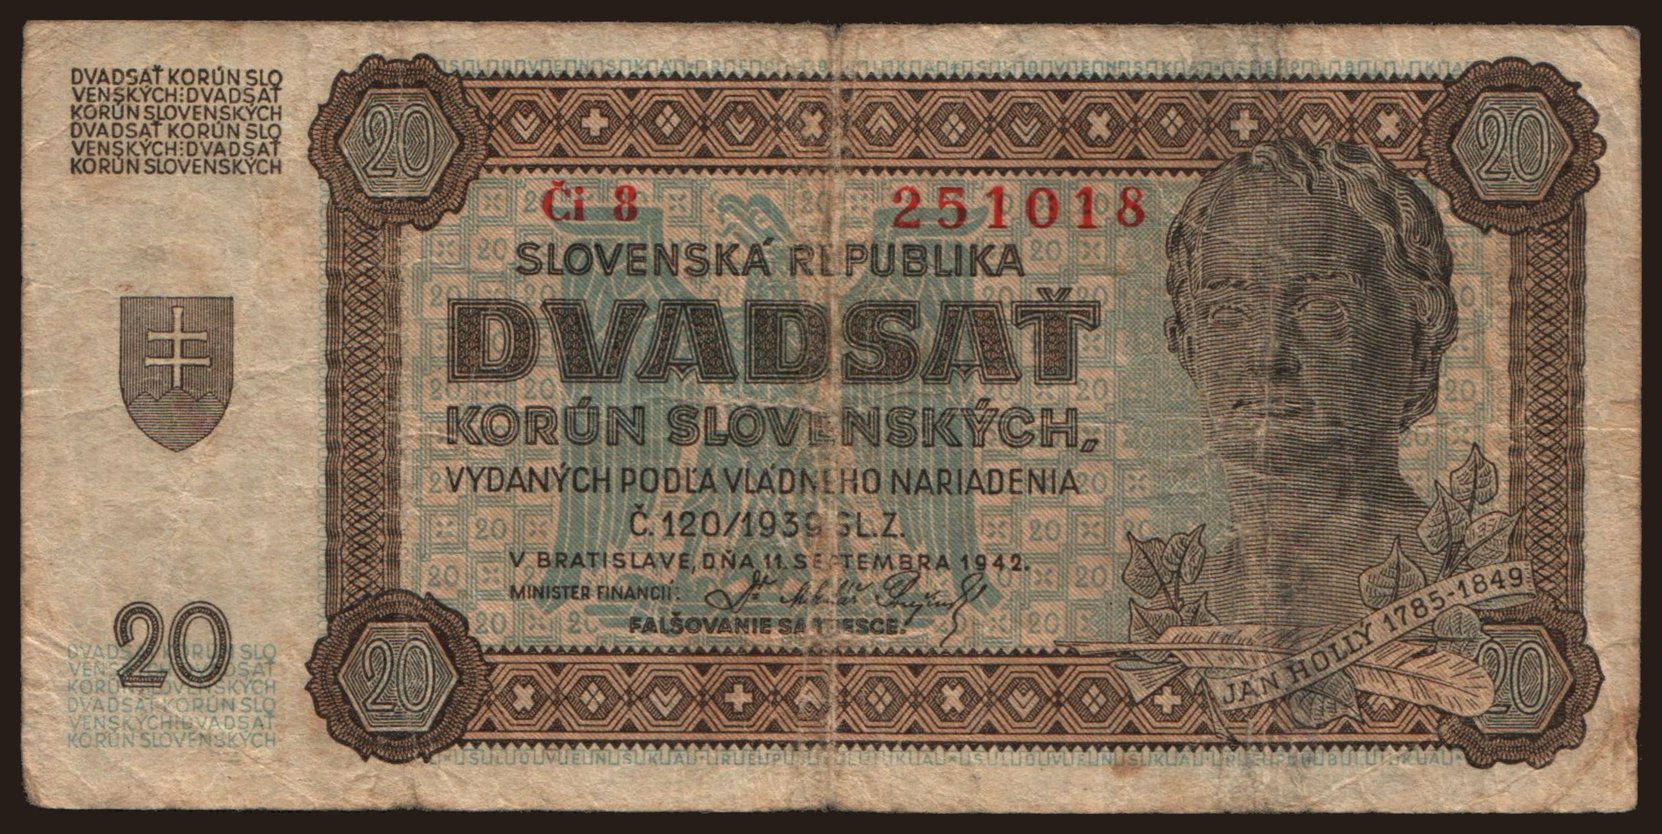 DVADSAŤ KORÚN SLO
VENSKÝCH:DVADSAŤ
KORÚN SLOVENSKÝCH
DVADSAŤ KORÚN SLO
VENSKÝCH:DVADSAŤ
KORÚN SLOVENSKÝCH
20
20
Či 8 251018
SLOVENSKÁ REPUBLIKA
DVADSAŤ
KORÚN SLOVENSKÝCH,,
VYDANÝCH PODĽA VLÁDNEHO NARIADENIA
Č. 120/1939 SL. Z.
V BRATISLAVE, DŇA 11. SEPTEMBRA 1942.
MINISTER FINANCIÍ:
FALŠOVANIE SA TRESCE.
JÁN HOLLÝ 1785-1849
20
20
20
DVADSAŤ KORÚN SLO
VENSKÝCH:DVADSAŤ
KORÚN SLOVENSKÝCH
DVADSAŤ KORÚN SLO
VENSKÝCH:DVADSAŤ
KORÚN SLOVENSKÝCH